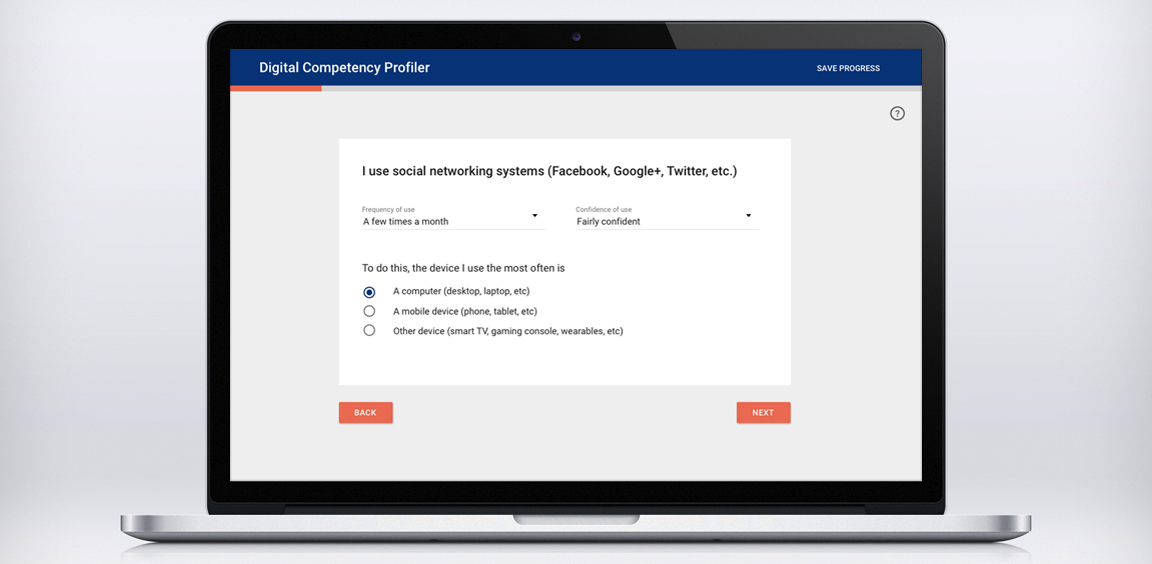 Digital Competency Profiler
SAVE PROGRESS
?
I use social networking systems (Facebook, Google+, Twitter, etc.)
Frequency of use
A few times a month
Confidence of use
Fairly confident
To do this, the device I use the most often is
A computer (desktop, laptop, etc)
A mobile device (phone, tablet, etc)
Other device (smart TV, gaming console, wearables, etc)
BACK
NEXT